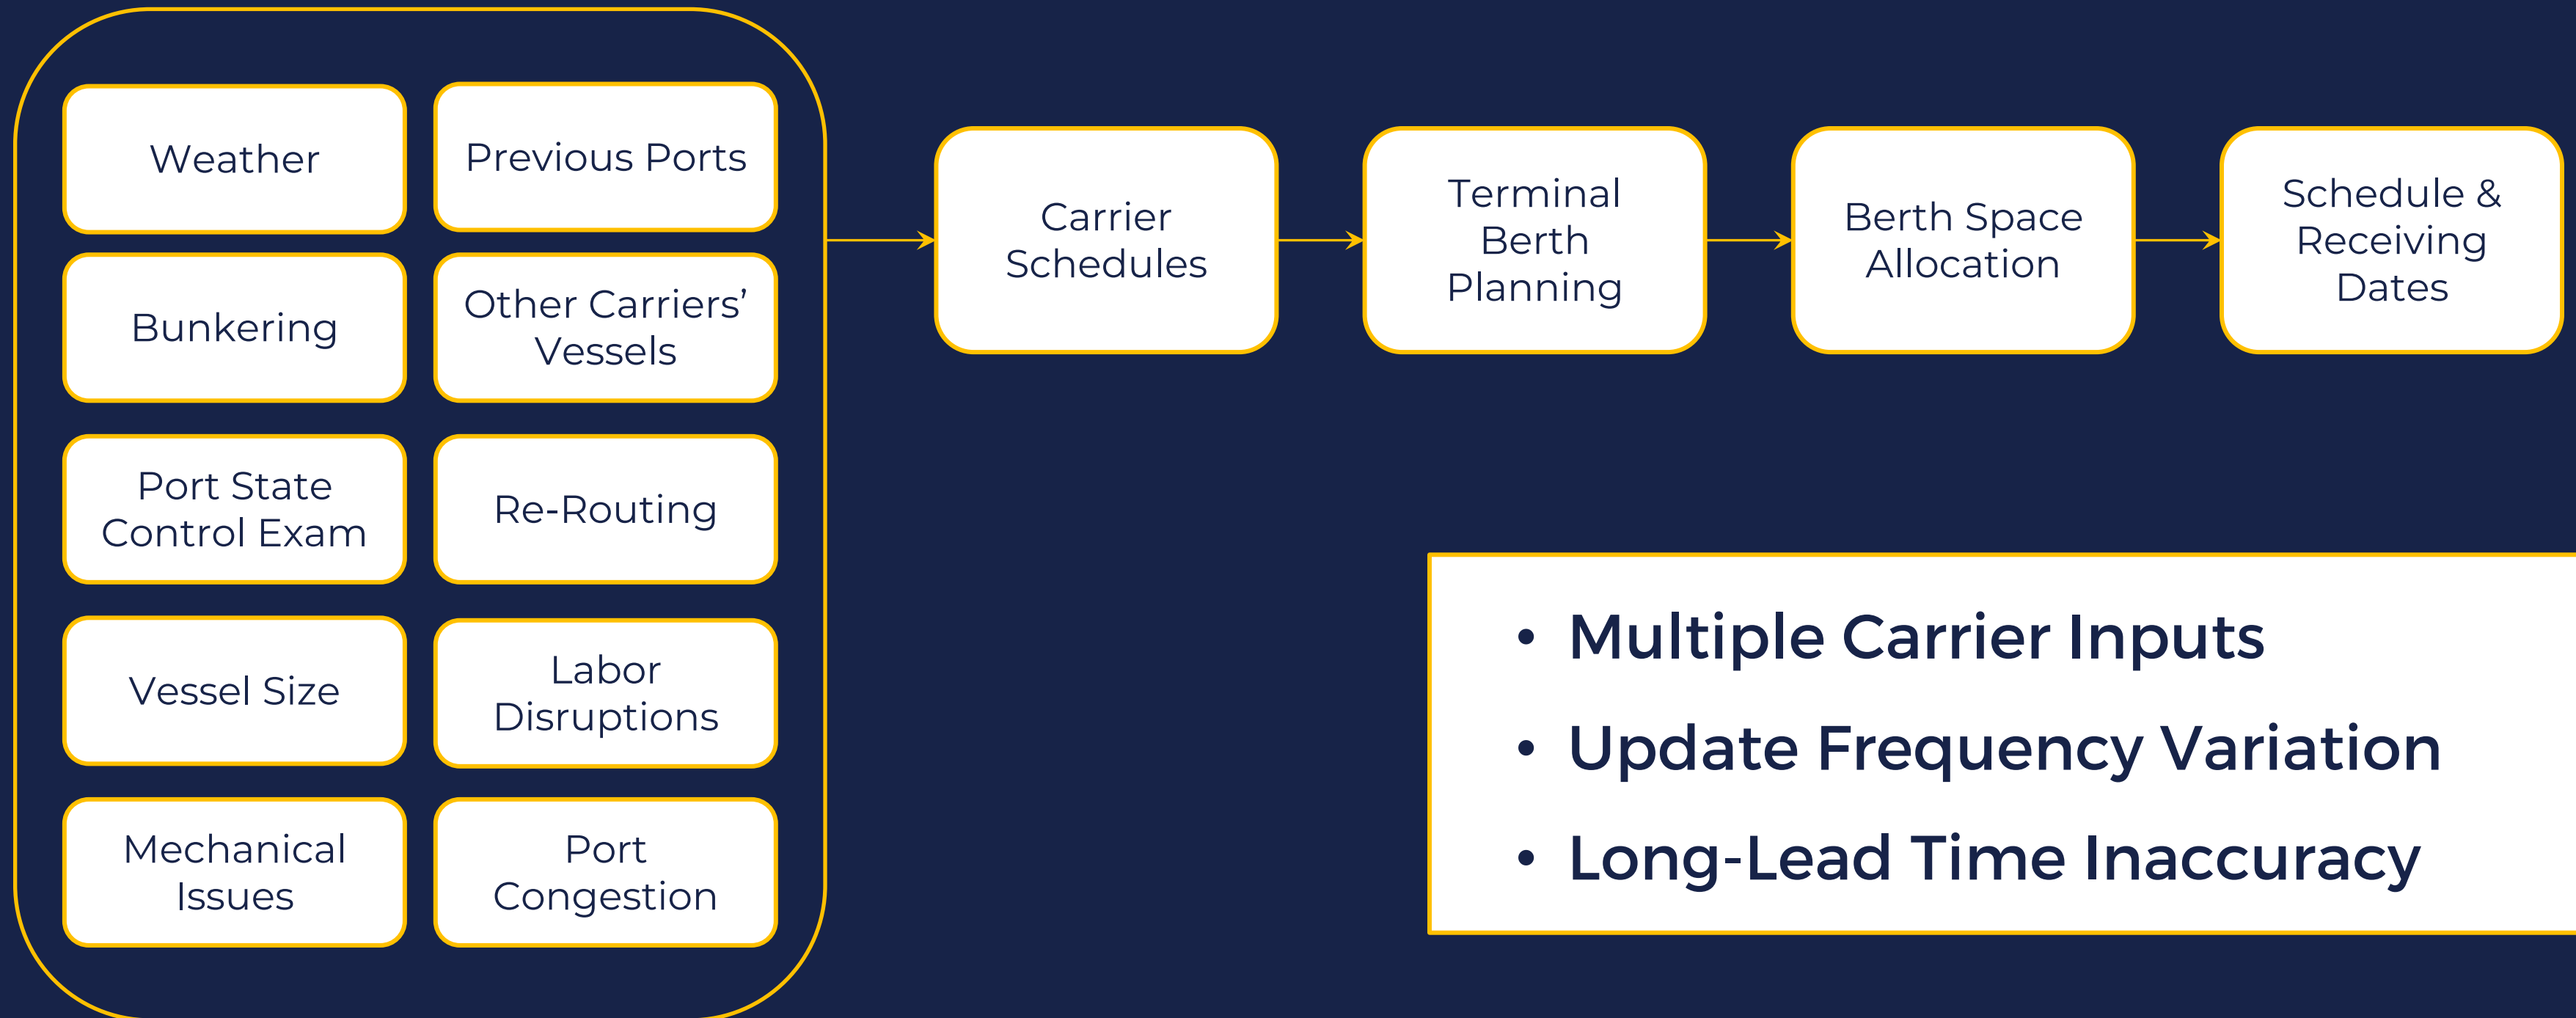 Weather
Previous Ports
Bunkering
Other Carriers’
Vessels
Port State
Control Exam
Re-Routing
Vessel Size
Labor
Disruptions
Mechanical
Issues
Port
Congestion
Carrier
Schedules
Terminal
Berth
Planning
Berth Space
Allocation
Schedule &
Receiving
Dates
• Multiple Carrier Inputs
• Update Frequency Variation
• Long-Lead Time Inaccuracy